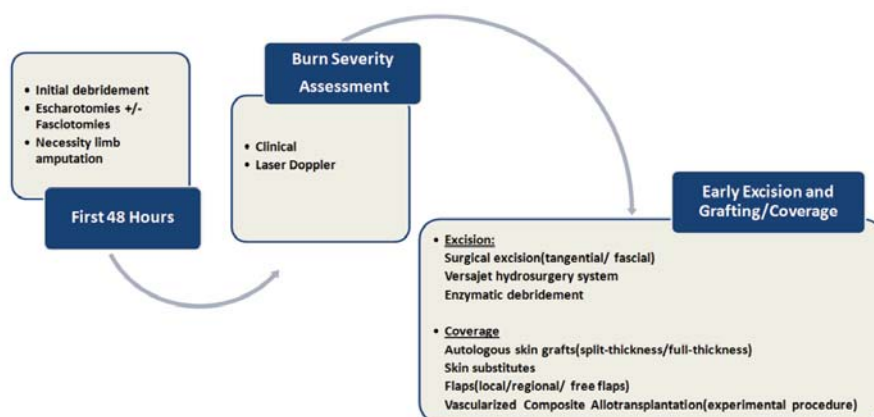 Initial debridement
Escharotomies +/-
Fasciotomies
Necessity limb
amputation
First 48 Hours
Burn Severity
Assessment
Clinical
Laser Doppler
Early Excision and
Grafting/Coverage
Excision:
Surgical excision(tangential/ fascial)
Versajet hydrosurgery system
Enzymatic debridement
Coverage
Autologous skin grafts(split-thickness/full-thickness)
Skin substitutes
Flaps(local/regional/ free flaps)
Vascularized Composite Allotransplantation(experimental procedure)